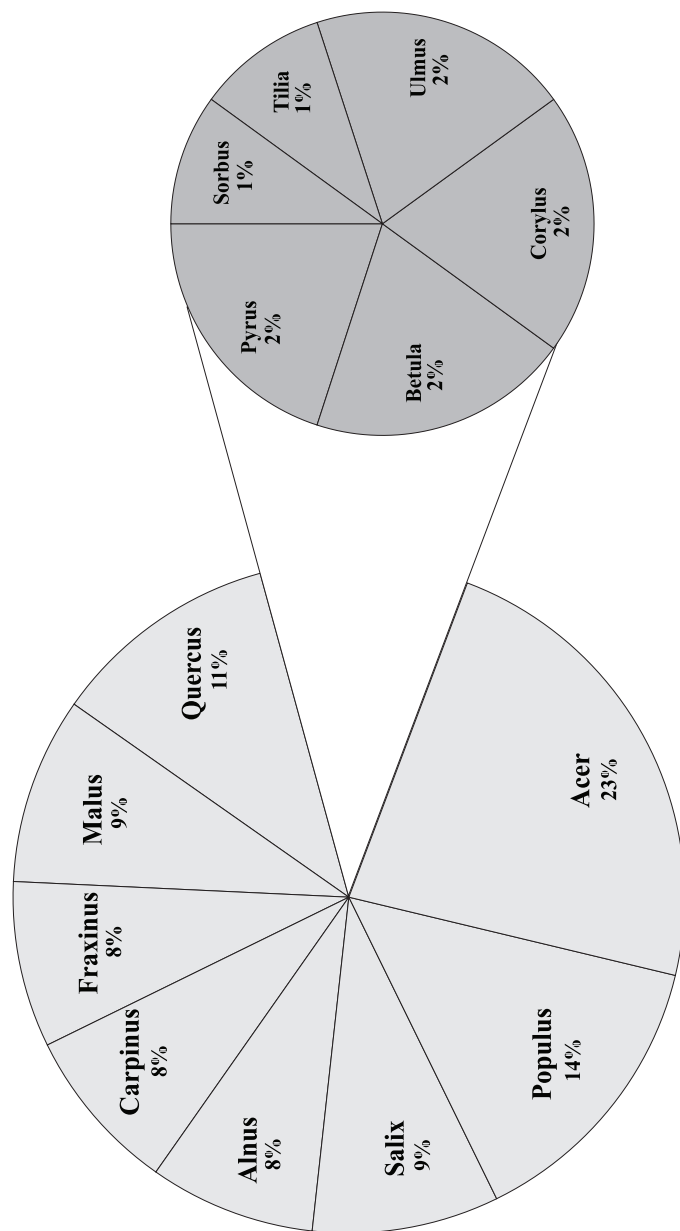 Quercus
11%
Malus
9%
Fraxinus
8%
Carpinus
8%
Alnus
8%
Salix
9%
Populus
14%
Acer
23%
Pyrus
2%
Sorbus
1%
Tilia
1%
Ulmus
2%
Corylus
2%
Betula
2%